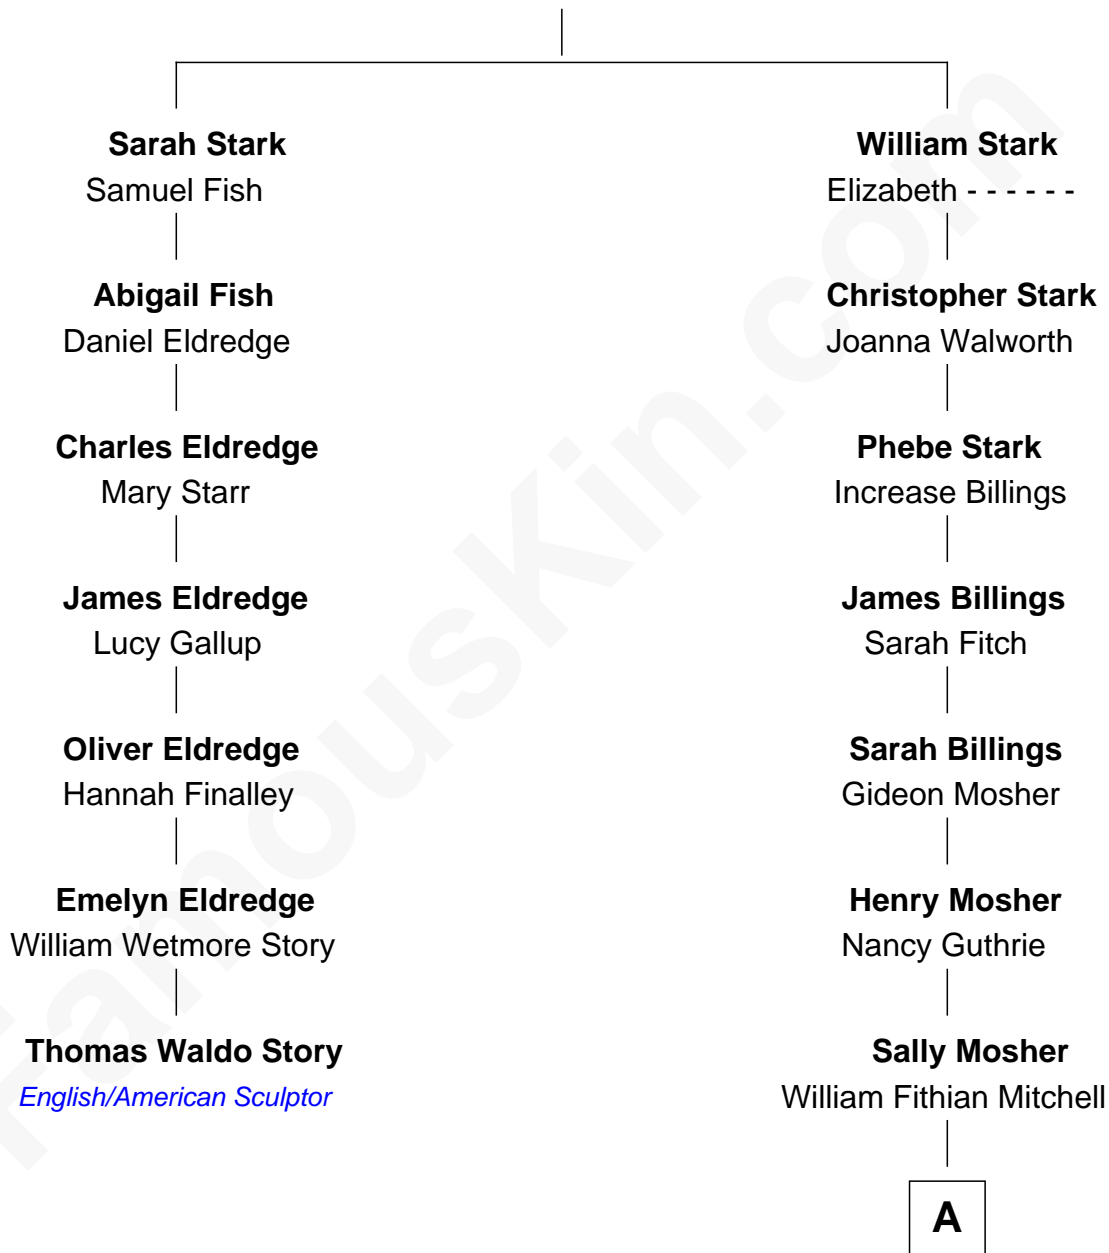 Sarah Stark
Samuel Fish
Abigail Fish
Daniel Eldredge
Charles Eldredge
Mary Starr
James Eldredge
Lucy Gallup
Oliver Eldredge
Hannah Finalley
Emelyn Eldredge
William Wetmore Story
Thomas Waldo Story
English/American Sculptor
William Stark
Elizabeth - - - - - -
Christopher Stark
Joanna Walworth
Phebe Stark
Increase Billings
James Billings
Sarah Fitch
Sarah Billings
Gideon Mosher
Henry Mosher
Nancy Guthrie
Sally Mosher
William Fithian Mitchell
A
FamousKin.com